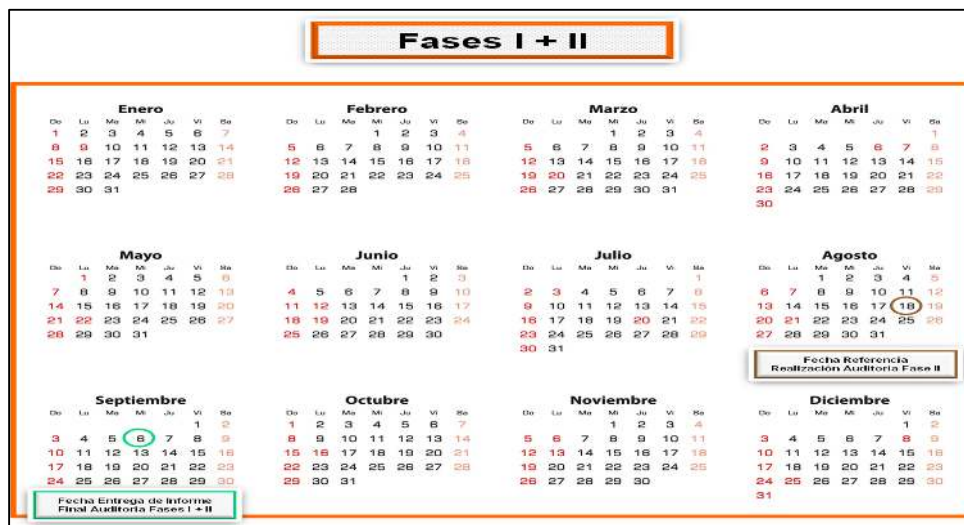 Fases I + II
Enero
Do Lu Ma Mi Ju Vi Sa
1 2 3 4 5 6 7
8 9 10 11 12 13 14
15 16 17 18 19 20 21
22 23 24 25 26 27 28
29 30 31
Febrero
Do Lu Ma Mi Ju Vi Sa
1 2 3 4
5 6 7 8 9 10 11
12 13 14 15 16 17 18
19 20 21 22 23 24 25
26 27 28
Marzo
Do Lu Ma Mi Ju Vi Sa
1 2 3 4
5 6 7 8 9 10 11
12 13 14 15 16 17 18
19 20 21 22 23 24 25
26 27 28 29 30 31
Abril
Do Lu Ma Mi Ju Vi Sa
1
2 3 4 5 6 7 8
9 10 11 12 13 14 15
16 17 18 19 20 21 22
23 24 25 26 27 28 29
30
Mayo
Do Lu Ma Mi Ju Vi Sa
1 2 3 4 5 6
7 8 9 10 11 12 13
14 15 16 17 18 19 20
21 22 23 24 25 26 27
28 29 30 31
Junio
Do Lu Ma Mi Ju Vi Sa
1 2 3
4 5 6 7 8 9 10
11 12 13 14 15 16 17
18 19 20 21 22 23 24
25 26 27 28 29 30
Julio
Do Lu Ma Mi Ju Vi Sa
1
2 3 4 5 6 7 8
9 10 11 12 13 14 15
16 17 18 19 20 21 22
23 24 25 26 27 28 29
30 31
Agosto
Do Lu Ma Mi Ju Vi Sa
1 2 3 4 5
6 7 8 9 10 11 12
13 14 15 16 17 18 19
20 21 22 23 24 25 26
27 28 29 30 31
Fecha Referencia
Realización Auditoria Fase II
Septiembre
Do Lu Ma Mi Ju Vi Sa
1 2
3 4 5 6 7 8 9
10 11 12 13 14 15 16
17 18 19 20 21 22 23
24 25 26 27 28 29 30
Fecha Entrega de Informe
Final Auditoria Fases I + II
Octubre
Do Lu Ma Mi Ju Vi Sa
1 2 3 4 5 6 7
8 9 10 11 12 13 14
15 16 17 18 19 20 21
22 23 24 25 26 27 28
29 30 31
Noviembre
Do Lu Ma Mi Ju Vi Sa
1 2 3 4
5 6 7 8 9 10 11
12 13 14 15 16 17 18
19 20 21 22 23 24 25
26 27 28 29 30
Diciembre
Do Lu Ma Mi Ju Vi Sa
1 2
3 4 5 6 7 8 9
10 11 12 13 14 15 16
17 18 19 20 21 22 23
24 25 26 27 28 29 30
31